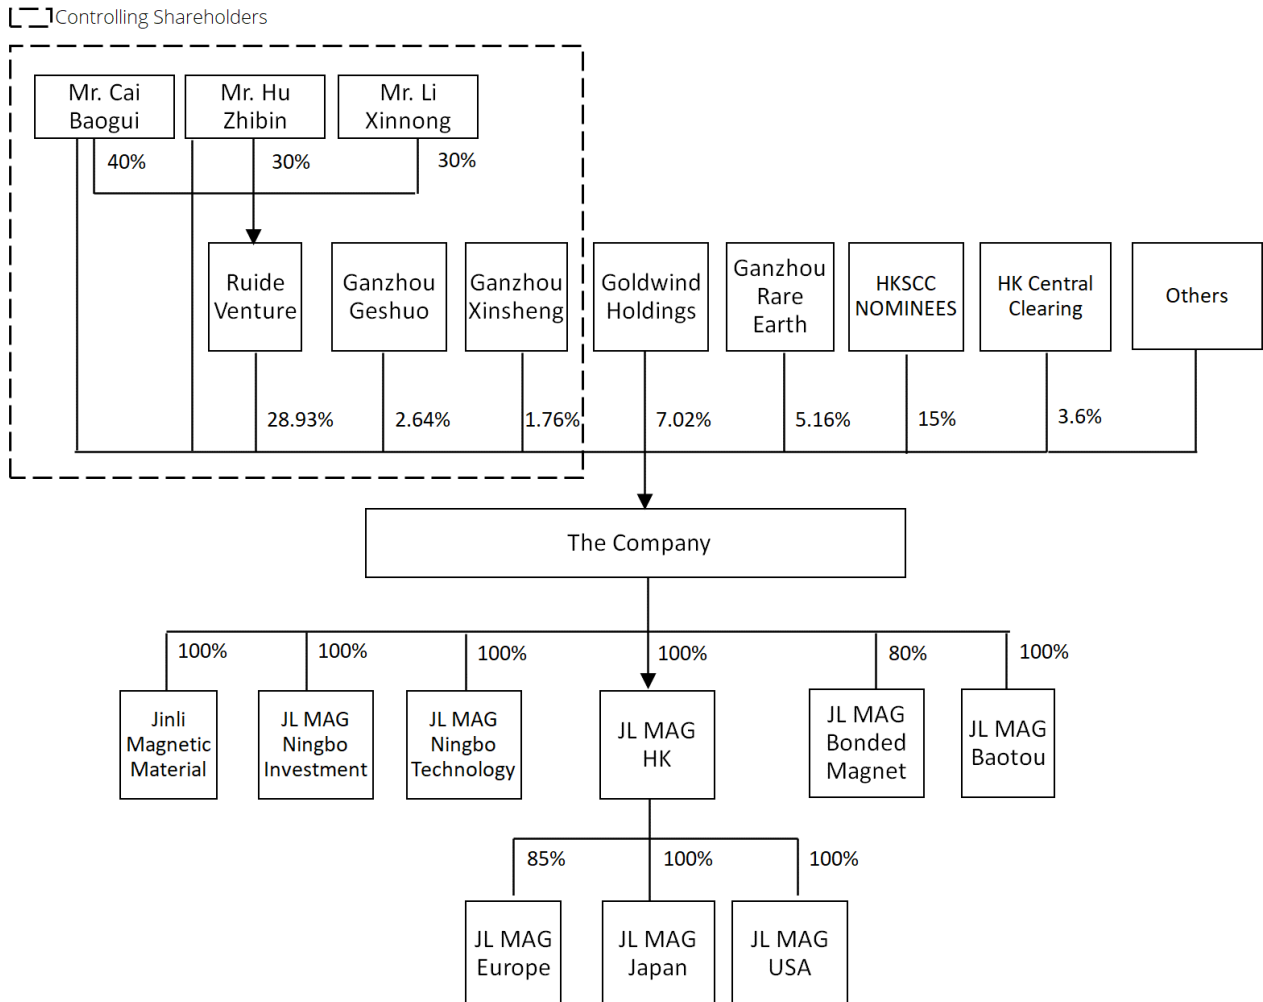 Controlling Shareholders
Mr. Cai
Baogui
Mr. Hu
Zhibin
Mr. Li
Xinnong
40%
30%
30%
Ruide
Venture
Ganzhou
Geshuo
Ganzhou
Xinsheng
Goldwind
Holdings
Ganzhou
Rare
Earth
HKSCC
NOMINEES
HK Central
Clearing
Others
28.93%
2.64%
1.76%
7.02%
5.16%
15%
3.6%
The Company
100%
100%
100%
100%
80%
100%
Jinli
Magnetic
Material
JL MAG
Ningbo
Investment
JL MAG
Ningbo
Technology
JL MAG
HK
JL MAG
Bonded
Magnet
JL MAG
Baotou
85%
100%
100%
JL MAG
Europe
JL MAG
Japan
JL MAG
USA